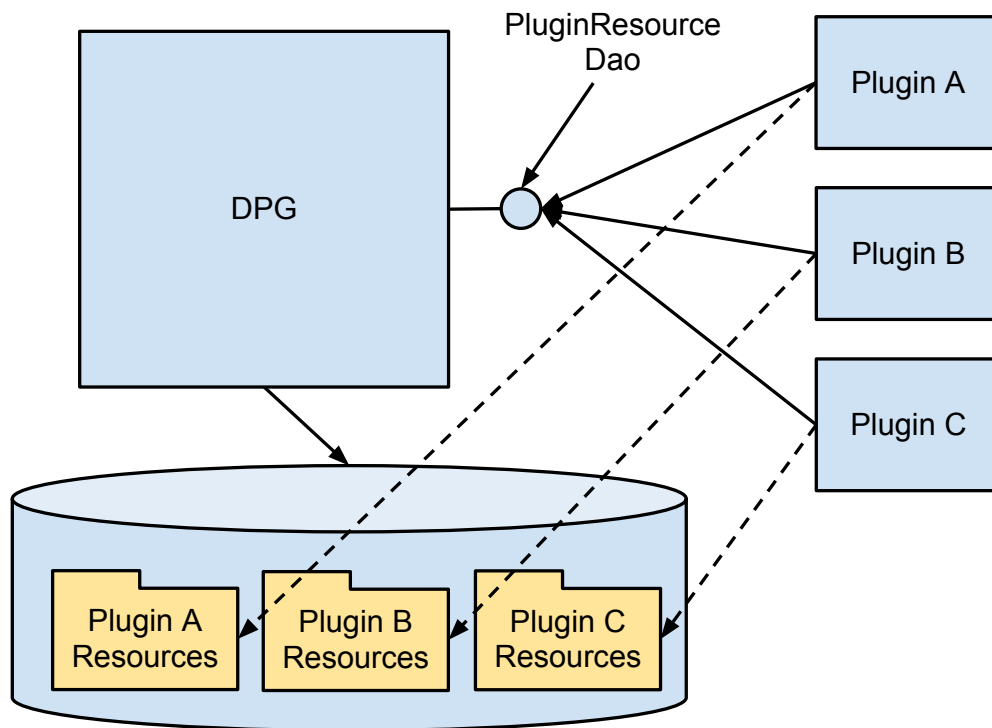 PluginResource
Dao
Plugin A
DPG
Plugin B
Plugin C
Plugin A
Resources
Plugin B
Resources
Plugin C
Resources